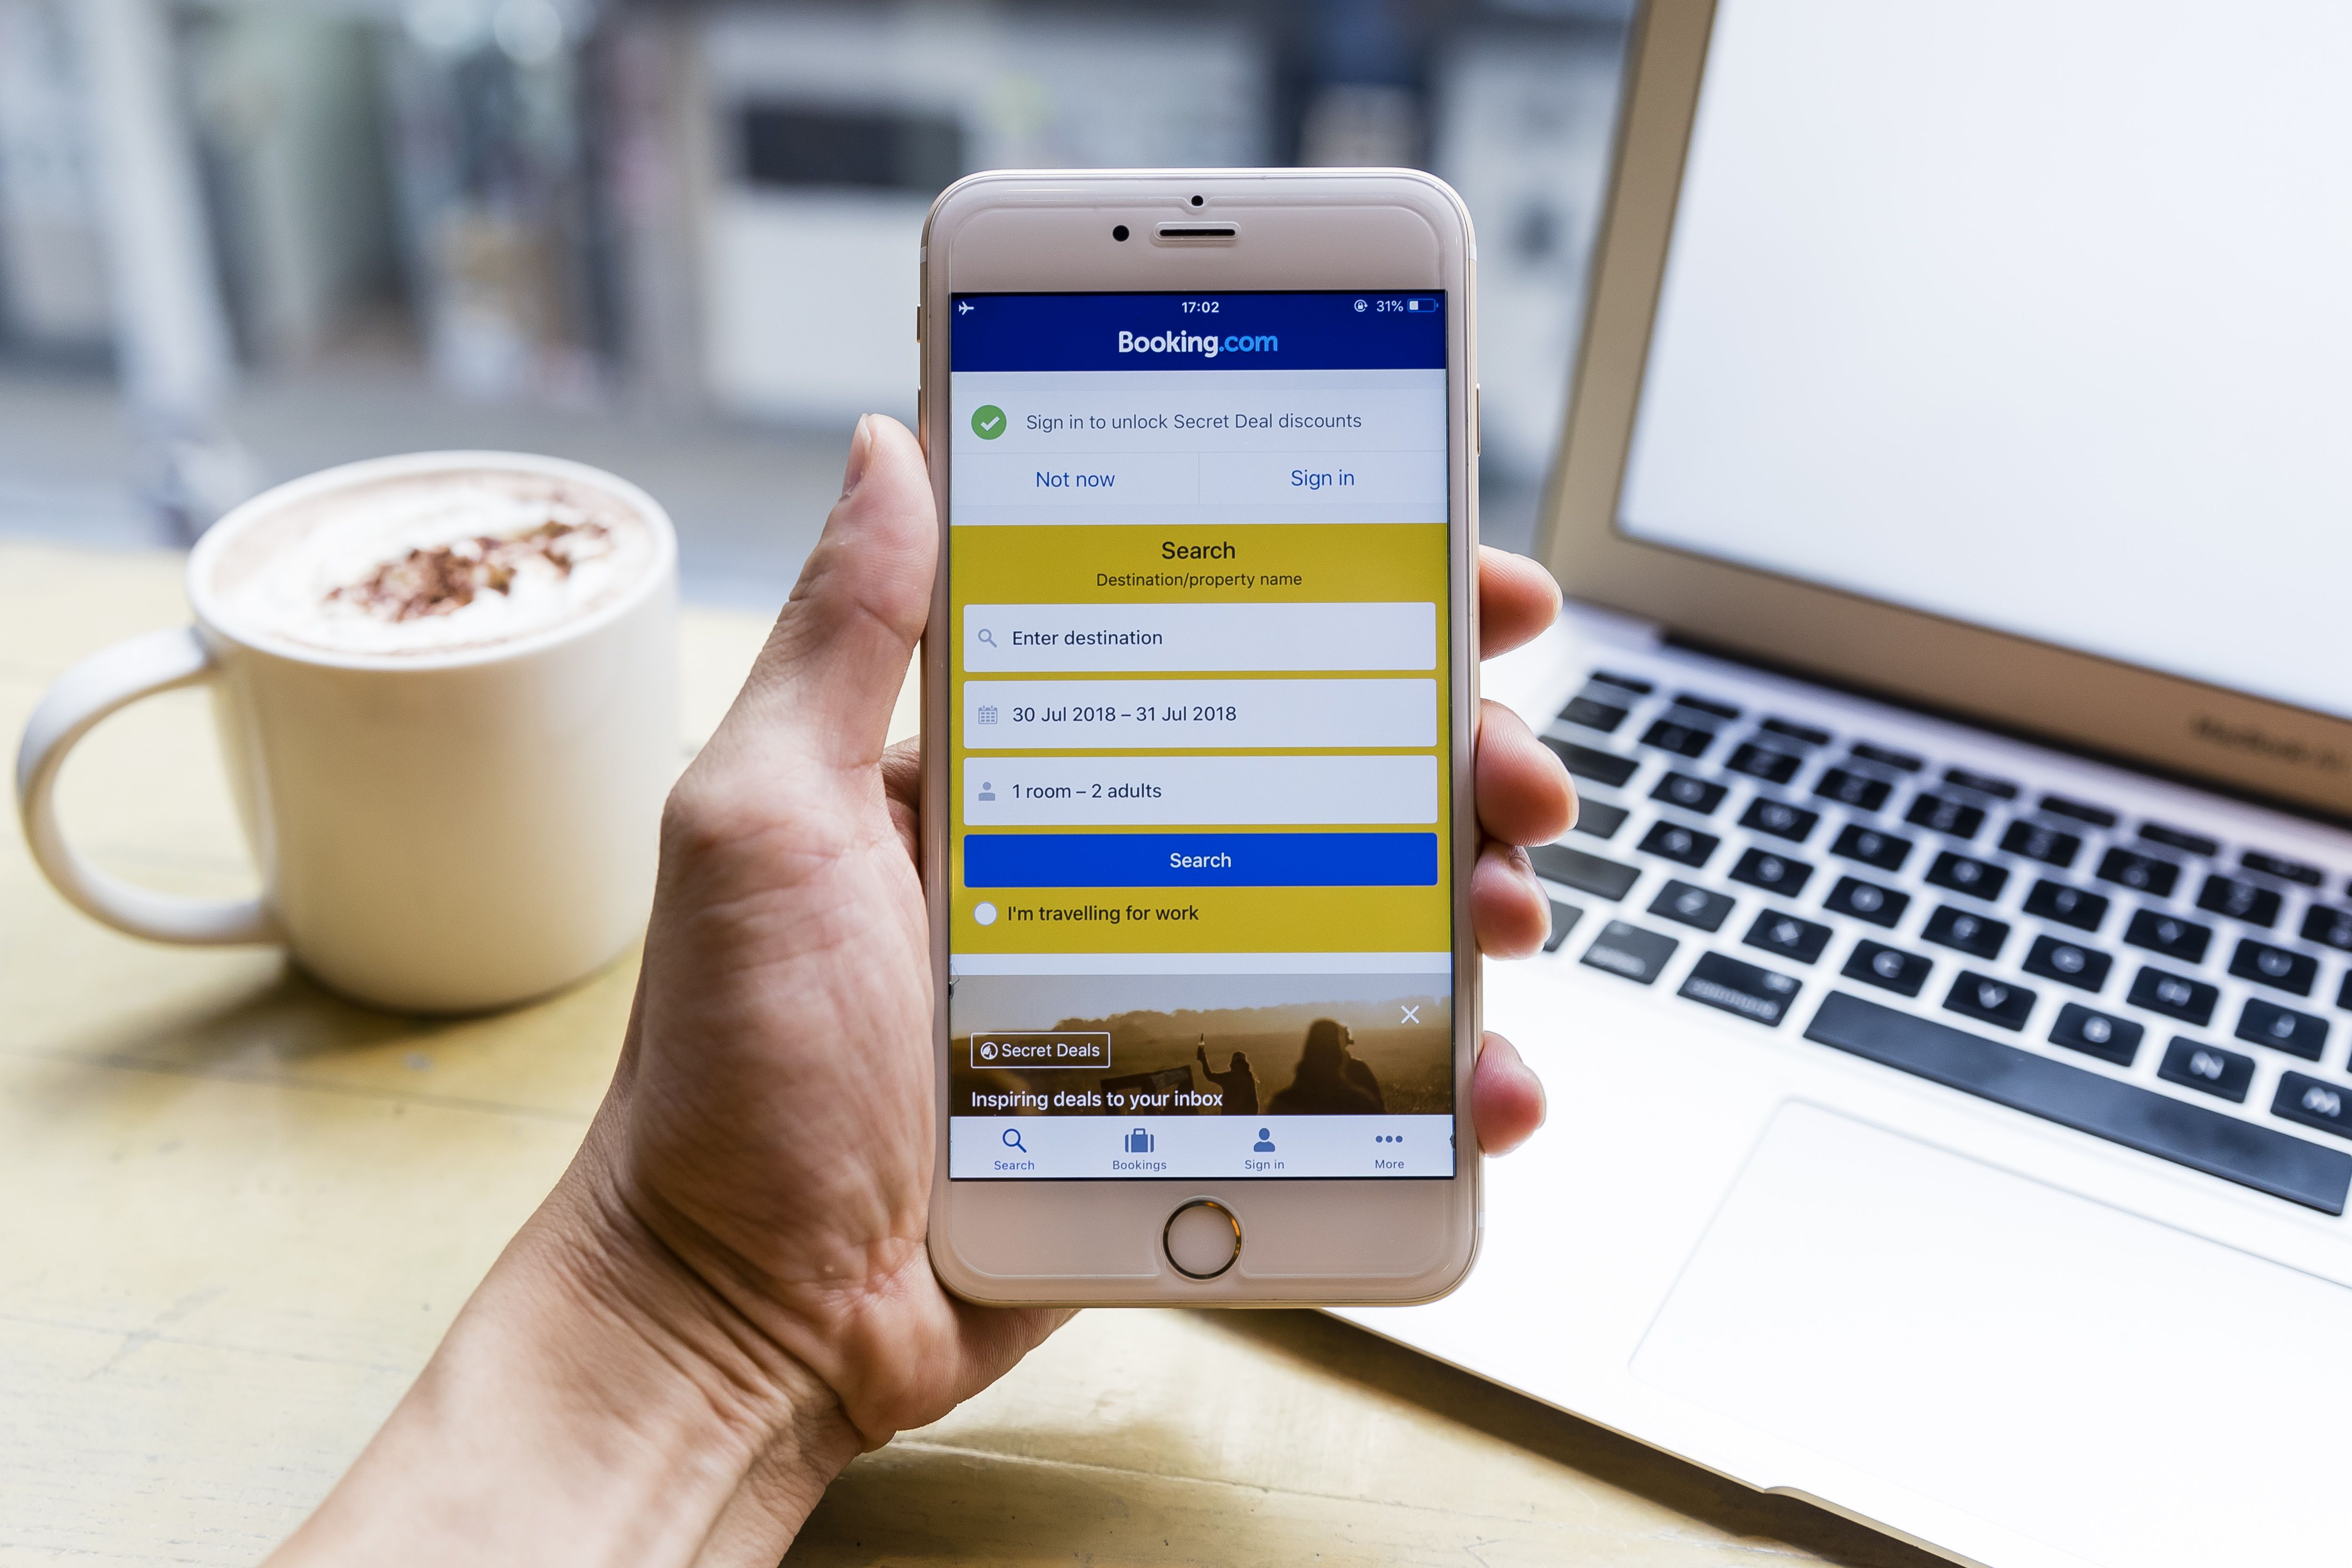 17:02
31%
Booking.com
Sign in to unlock Secret Deal discounts
Not now
Sign in
Search
Destination/property name
Enter destination
30 Jul 2018 – 31 Jul 2018
1 room – 2 adults
Search
I'm travelling for work
Secret Deals
Inspiring deals to your inbox
Search
Bookings
Sign in
More